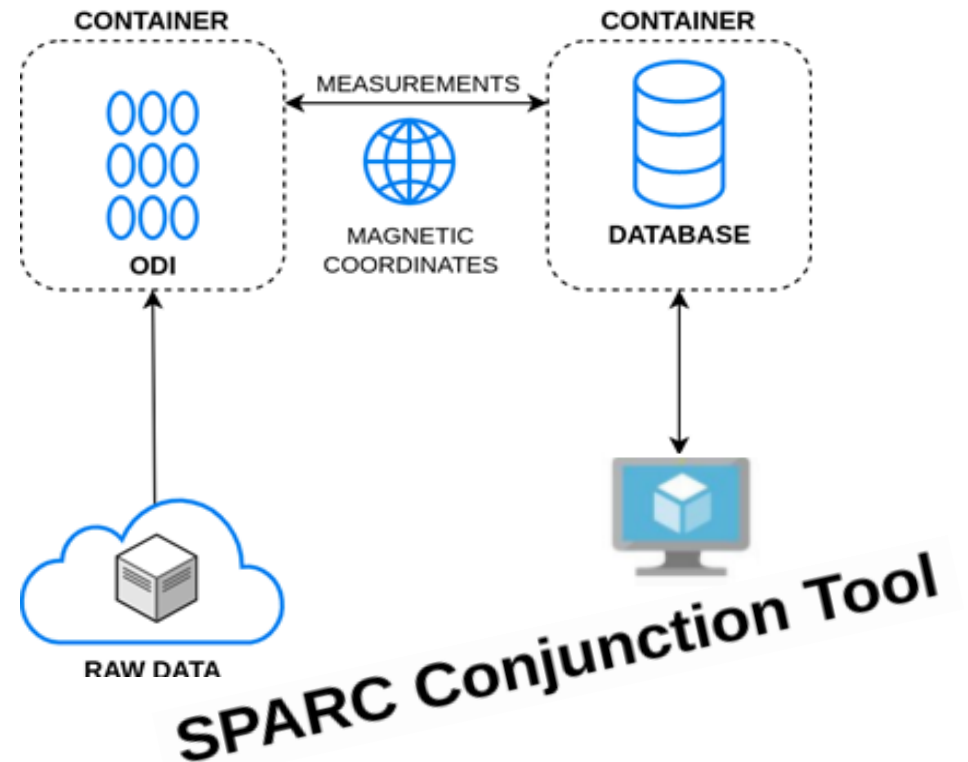 CONTAINER
CONTAINER
MEASUREMENTS
MAGNETIC
COORDINATES
ODI
DATABASE
RAW DATA
SPARC Conjunction Tool